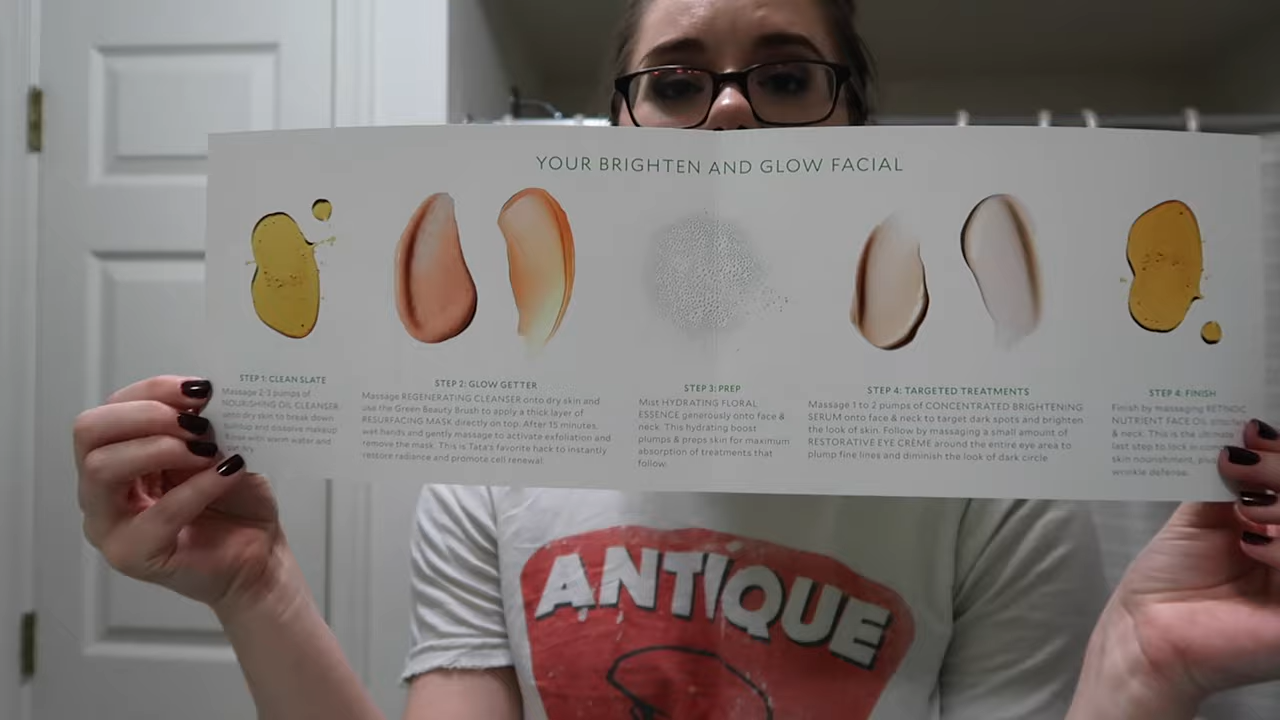 YOUR BRIGHTEN AND GLOW FACIAL
STEP 1: CLEAN SLATE
Massage 2-3 pumps of
NOURISHING OIL CLEANSER
onto dry skin to break down
buildup and dissolve makeup
with warm water and
dry.
STEP 2: GLOW GETTER
Massage REGENERATING CLEANSER onto dry skin and
use the Green Beauty Brush to apply a thick layer of
RESURFACING MASK directly on top. After 15 minutes,
wet hands and gently massage to activate exfoliation and
remove the mask. This is Tata's favorite hack to instantly
restore radiance and promote cell renewal.
STEP 3: PREP
Mist HYDRATING FLORAL
ESSENCE generously onto face &
neck. This hydrating boost
plumps & preps skin for maximum
absorption of treatments that
follow.
STEP 4: TARGETED TREATMENTS
Massage 1 to 2 pumps of CONCENTRATED BRIGHTENING
SERUM onto face & neck to target dark spots and brighten
the look of skin. Follow by massaging a small amount of
RESTORATIVE EYE CRÈME around the entire eye area to
plump fine lines and diminish the look of dark circle
STEP 4: FINISH
Finish by massaging RETINOIC
NUTRIENT FACE OIL
& neck. This is the ultimate
last step to lock in
skin nourishment, plus
wrinkle defense.
ANTIQUE